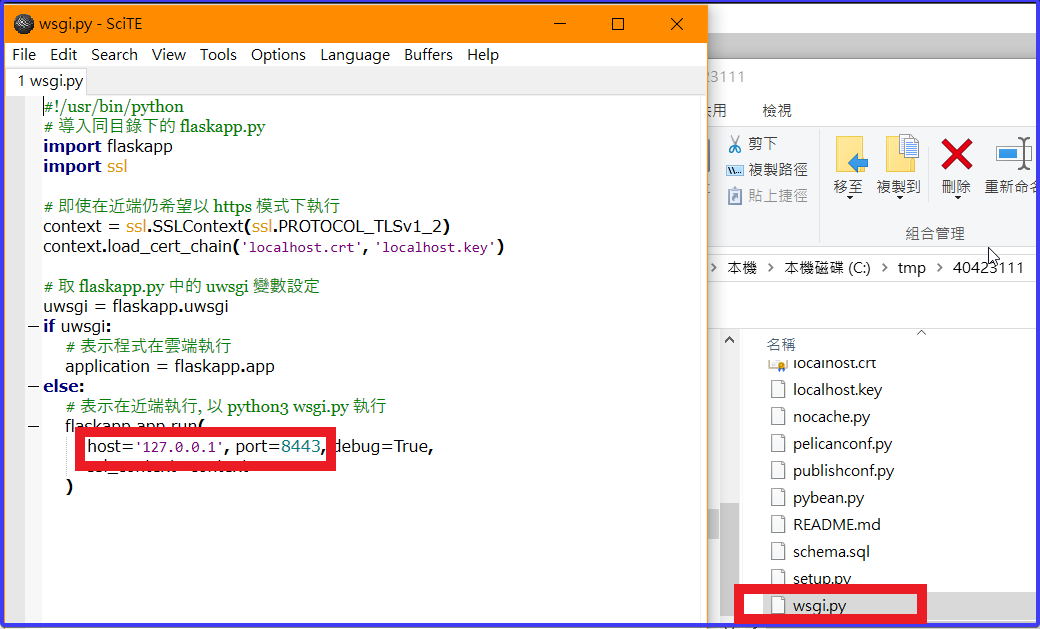 wsgi.py - SciTE
File Edit Search View Tools Options Language Buffers Help
1 wsgi.py
#!/usr/bin/python
# 導入同目錄下的 flaskapp.py
import flaskapp
import ssl
# 即使在近端仍希望以 https 模式下執行
context = ssl.SSLContext(ssl.PROTOCOL_TLSv1_2)
context.load_cert_chain('localhost.crt', 'localhost.key')
# 取 flaskapp.py 中的 uwsgi 變數設定
uwsgi = flaskapp.uwsgi
if uwsgi:
# 表示程式在雲端執行
application = flaskapp.app
else:
# 表示在近端執行, 以 python3 wsgi.py 執行
flaskapp.app.run(
host='127.0.0.1', port=8443, debug=True,
ssl_context=context
)
23111
用
檢視
剪下
複製路徑
貼上捷徑
移至
複製到
刪除
重新命名
組合管理
本機 > 本機磁碟 (C:) > tmp > 40423111
名稱
localhost.crt
localhost.key
nocache.py
pelicanconf.py
publishconf.py
pybean.py
README.md
schema.sql
setup.py
wsgi.py